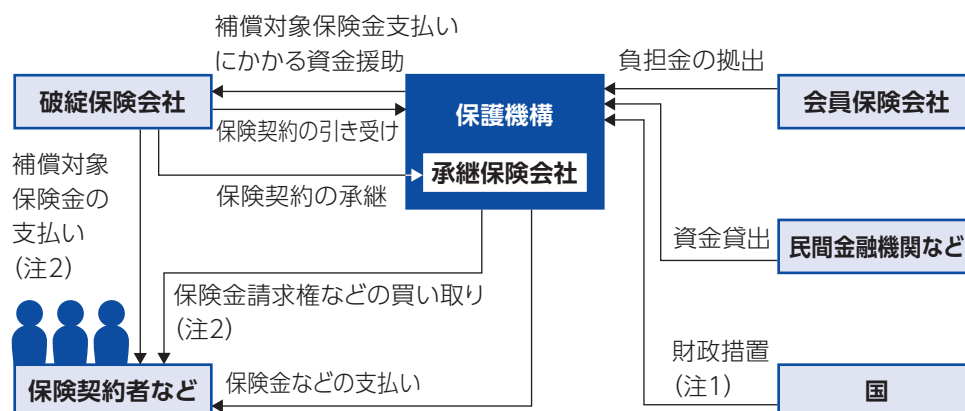 補償対象保険金支払い
にかかる資金援助
負担金の拠出
破綻保険会社
保護機構
会員保険会社
保険契約の引き受け
承継保険会社
補償対象
保険金の
支払い
(注2)
保険契約の承継
資金貸出
民間金融機関など
保険金請求権などの買い取り
(注2)
財政措置
(注1)
保険契約者など
保険金などの支払い
国